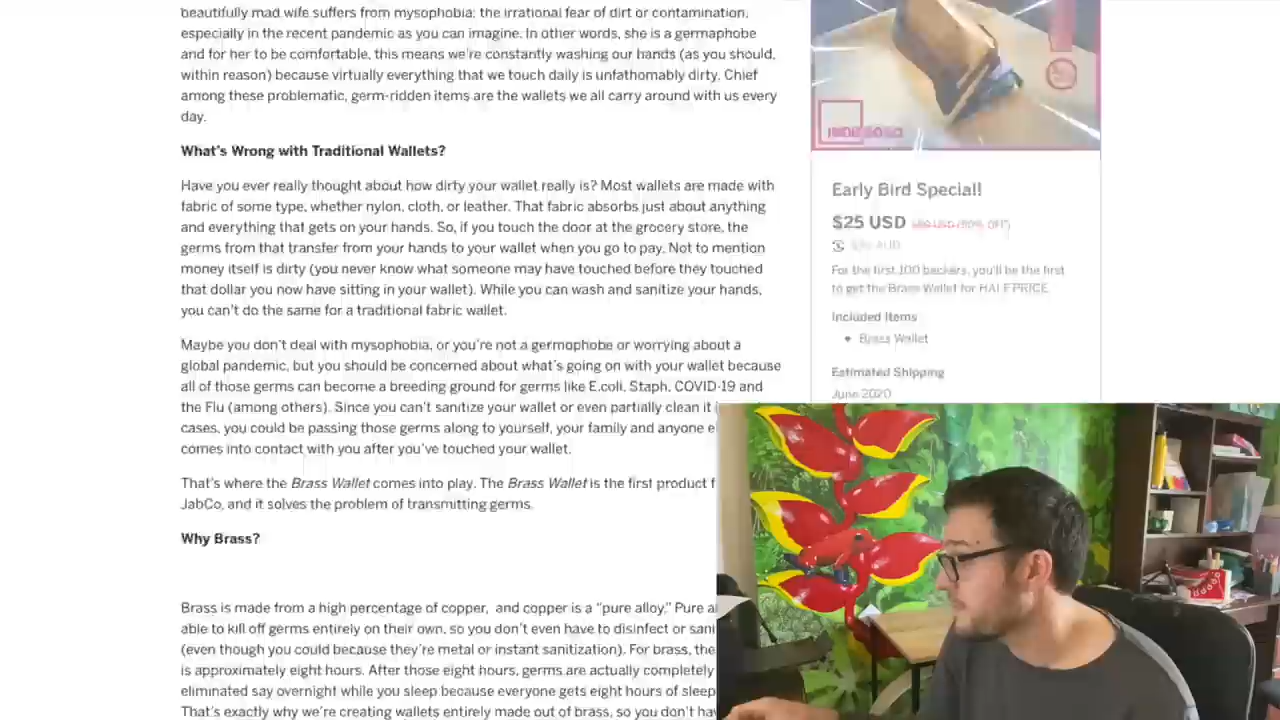 beautifully mad wife suffers from mysophobia: the irrational fear of dirt or contamination,
especially in the recent pandemic as you can imagine. In other words, she is a germaphobe
and for her to be comfortable, this means we're constantly washing our hands (as you should,
within reason) because virtually everything that we touch daily is unfathomably dirty. Chief
among these problematic, germ-ridden items are the wallets we all carry around with us every
day.
What's Wrong with Traditional Wallets?
Have you ever really thought about how dirty your wallet really is? Most wallets are made with
fabric of some type, whether nylon, cloth, or leather. That fabric absorbs just about anything
and everything that gets on your hands. So, if you touch the door at the grocery store, the
germs from that transfer from your hands to your wallet when you go to pay. Not to mention
money itself is dirty (you never know what someone may have touched before they touched
that dollar you now have sitting in your wallet). While you can wash and sanitize your hands,
you can't do the same for a traditional fabric wallet.
Maybe you don't deal with mysophobia, or you're not a germophobe or worrying about a
global pandemic, but you should be concerned about what's going on with your wallet because
all of those germs can become a breeding ground for germs like E.coli, Staph, COVID-19 and
the Flu (among others). Since you can't sanitize your wallet or even partially clean it
cases, you could be passing those germs along to yourself, your family and anyone e
comes into contact with you after you've touched your wallet.
That's where the Brass Wallet comes into play. The Brass Wallet is the first product f
JabCo, and it solves the problem of transmitting germs.
Why Brass?
Brass is made from a high percentage of copper, and copper is a "pure alloy." Pure al
able to kill off germs entirely on their own, so you don't even have to disinfect or sani
(even though you could because they're metal or instant sanitization). For brass, the
is approximately eight hours. After those eight hours, germs are actually completely
eliminated say overnight while you sleep because everyone gets eight hours of sleep
That's exactly why we're creating wallets entirely made out of brass, so you don't hav
Early Bird Special!
$25 USD $50 USD (50% OFF)
For the first 100 backers, you'll be the first
to get the Brass Wallet for HALF PRICE
Included Items
• Brass Wallet
Estimated Shipping
June 2020